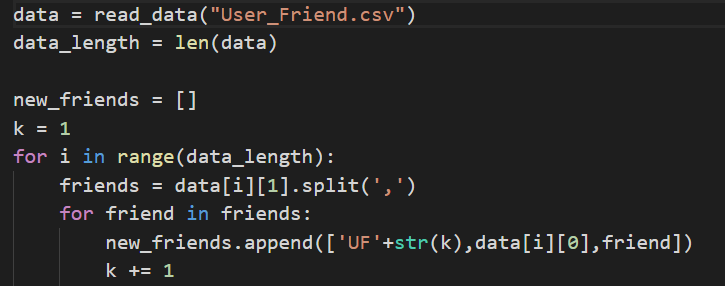 data = read_data("User_Friend.csv")
data_length = len(data)
new_friends = []
k = 1
for i in range(data_length):
    friends = data[i][1].split(',')
    for friend in friends:
        new_friends.append(['UF'+str(k),data[i][0],friend])
        k += 1